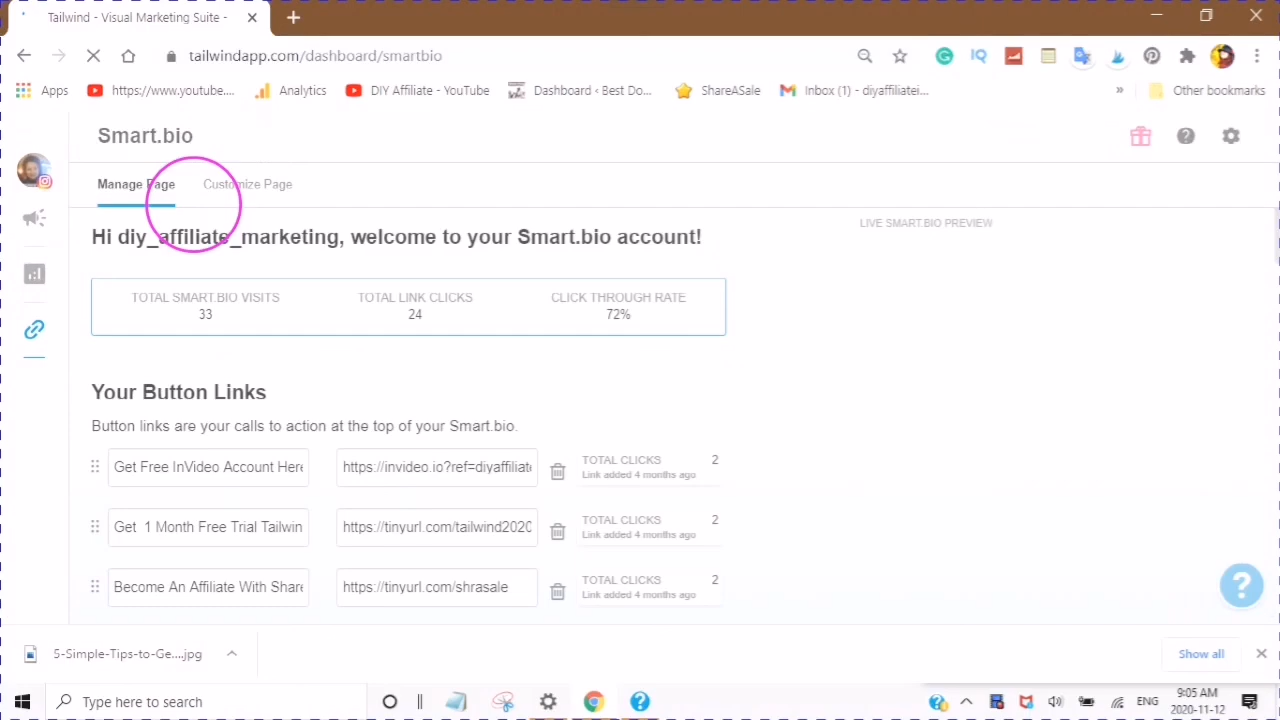 Tailwind - Visual Marketing Suite -
tailwindapp.com/dashboard/smartbio
Apps https://www.youtube.... Analytics DIY Affiliate - YouTube Dashboard ‹ Best Do... ShareASale Inbox (1) - diyaffiliatei... » Other bookmarks
Smart.bio
Manage Page Customize Page
LIVE SMART.BIO PREVIEW
Hi diy_affiliate_marketing, welcome to your Smart.bio account!
TOTAL SMART.BIO VISITS TOTAL LINK CLICKS CLICK THROUGH RATE
33 24 72%
Your Button Links
Button links are your calls to action at the top of your Smart.bio.
Get Free InVideo Account Here https://invideo.io?ref=diyaffiliate TOTAL CLICKS 2
Link added 4 months ago
Get 1 Month Free Trial Tailwin https://tinyurl.com/tailwind2020 TOTAL CLICKS 2
Link added 4 months ago
Become An Affiliate With Share https://tinyurl.com/shrasale TOTAL CLICKS 2
Link added 4 months ago
5-Simple-Tips-to-Ge....jpg Show all
Type here to search ENG 9:05 AM
2020-11-12